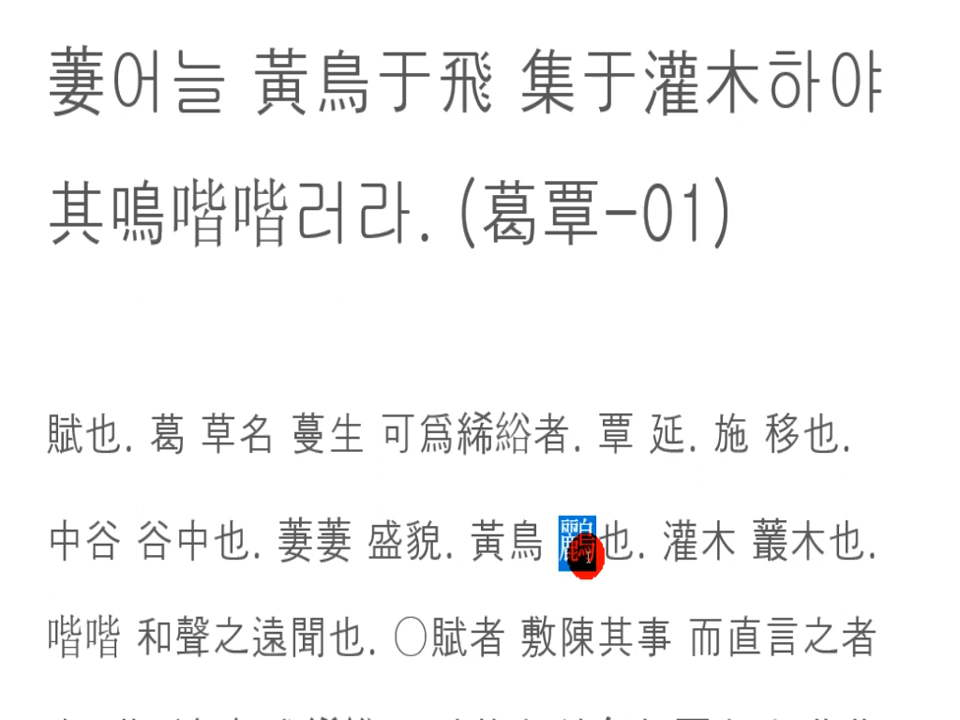 萋어늘 黃鳥于飛 集于灌木하야
其鳴喈喈러라. (葛覃-01)
賦也. 葛 草名 蔓生 可爲絺綌者. 覃 延. 施 移也.
中谷 谷中也. 萋萋 盛貌. 黃鳥 鸝也. 灌木 叢木也.
喈喈 和聲之遠聞也. ○賦者 敷陳其事 而直言之者